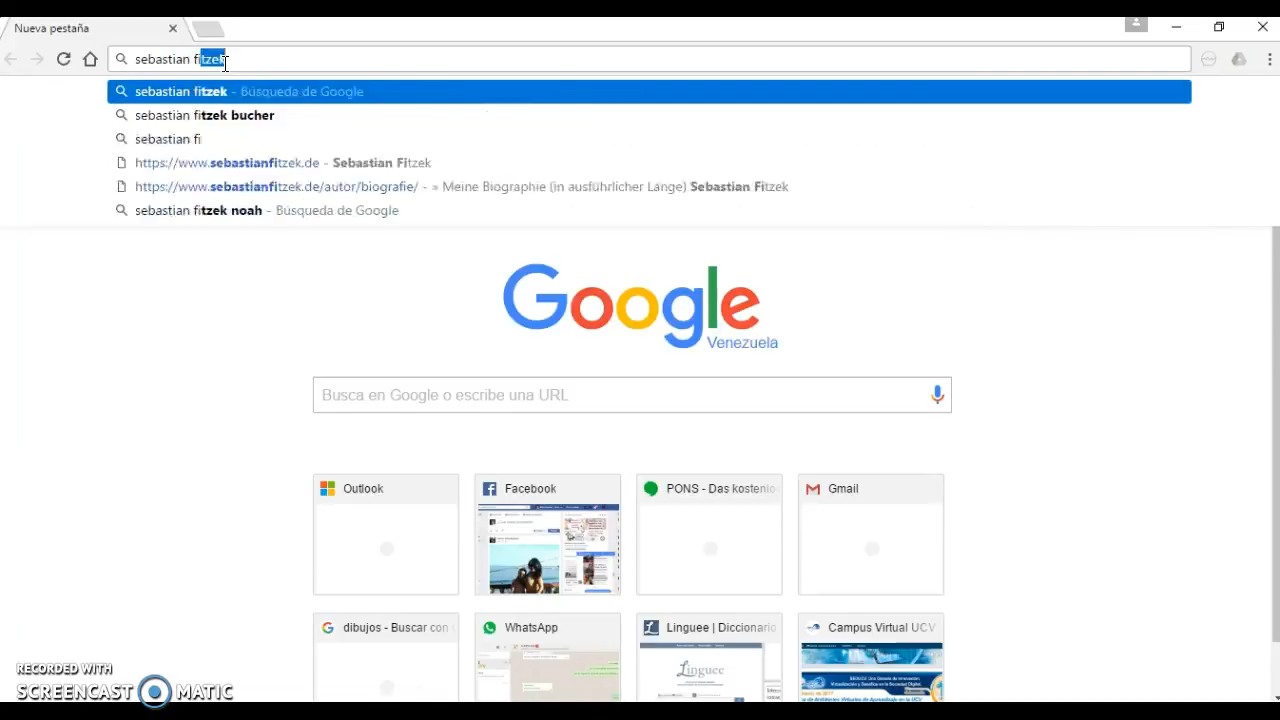 Nueva pestaña
sebastian fitzek
sebastian fitzek - Búsqueda de Google
sebastian fitzek bucher
sebastian fi
https://www.sebastianfitzek.de - Sebastian Fitzek
https://www.sebastianfitzek.de/autor/biografie/ - » Meine Biographie (in ausführlicher Länge) Sebastian Fitzek
sebastian fitzek noah - Búsqueda de Google
Google
Venezuela
Busca en Google o escribe una URL
Outlook
Facebook
PONS - Das kostenlo
Gmail
dibujos - Buscar con
WhatsApp
Linguee | Diccionario
Campus Virtual UCV
Linguee
RECORDED WITH
SCREENCAST MATIC